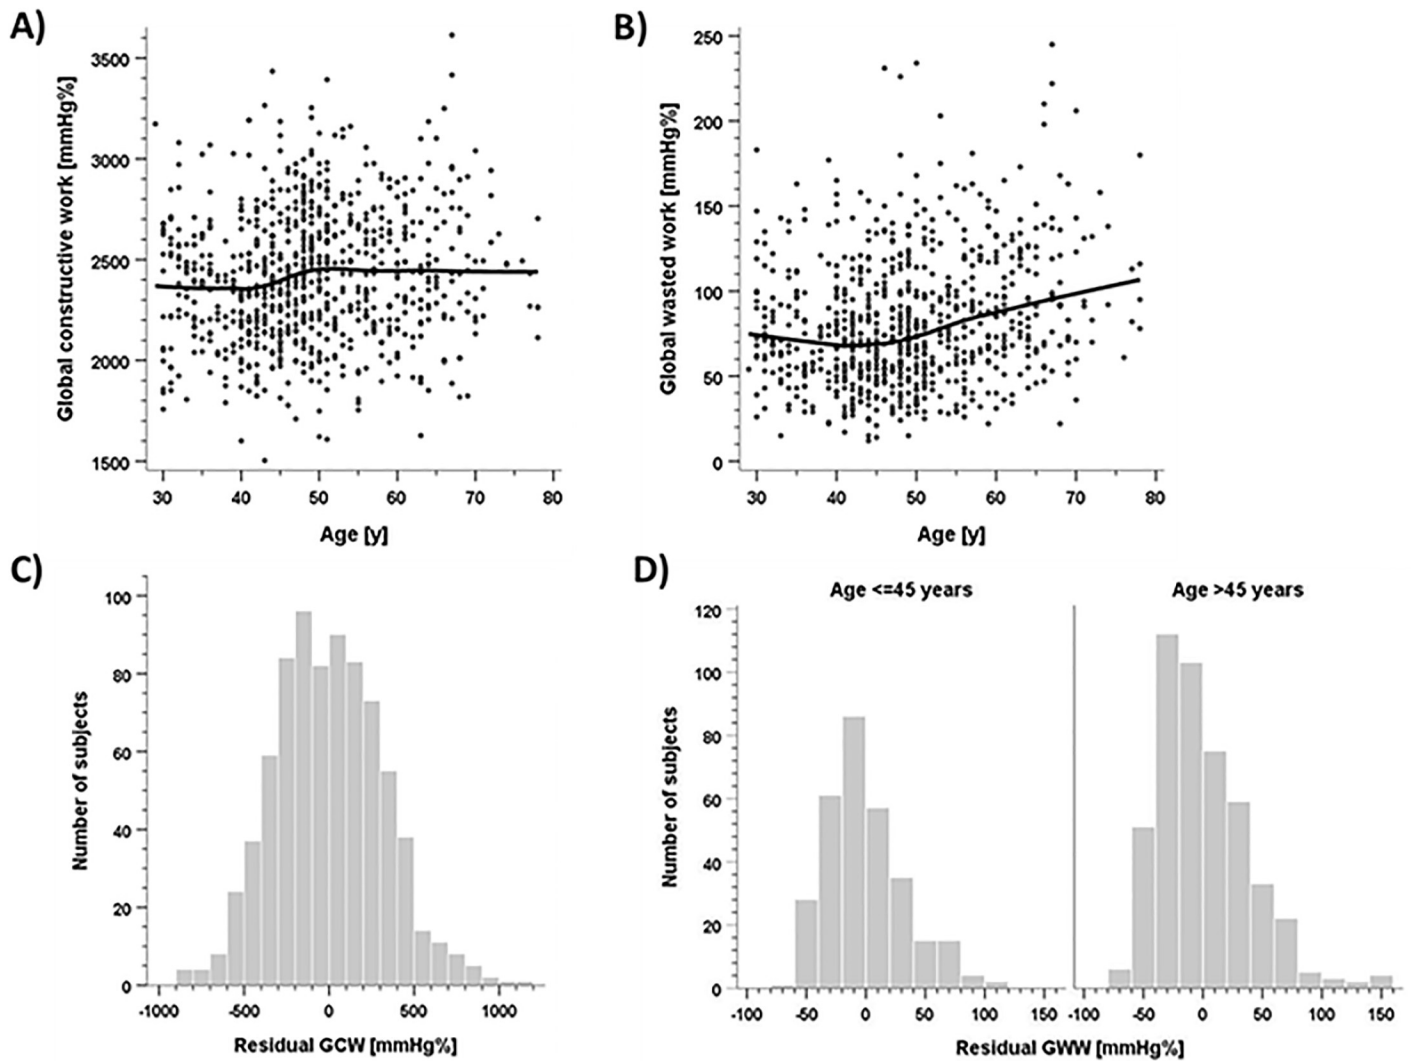 A)
Global constructive work [mmHg%]
3500
3000
2500
2000
1500
30 40 50 60 70 80
Age [y]
B)
Global wasted work [mmHg%]
250
200
150
100
50
0
30 40 50 60 70 80
Age [y]
C)
Number of subjects
100
80
60
40
20
0
-1000 -500 0 500 1000
Residual GCW [mmHg%]
D)
Age <=45 years Age >45 years
Number of subjects
120
100
80
60
40
20
0
-100 -50 0 50 100 150 -100 -50 0 50 100 150
Residual GWW [mmHg%]